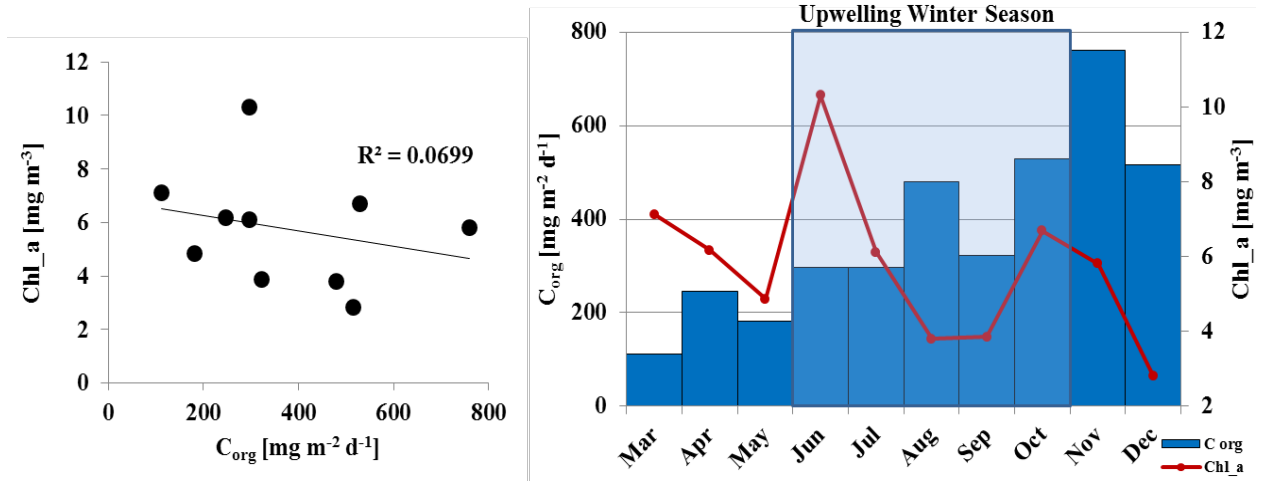 12
10
8
6
4
2
0
Chl_a [mg m-3]
R² = 0.0699
0 200 400 600 800
Corg [mg m-2 d-1]
Upwelling Winter Season
800
600
400
200
0
Corg [mg m-2 d-1]
12
10
8
6
4
2
Chl_a [mg m-3]
Mar Apr May Jun Jul Aug Sep Oct Nov Dec
C org
Chl_a